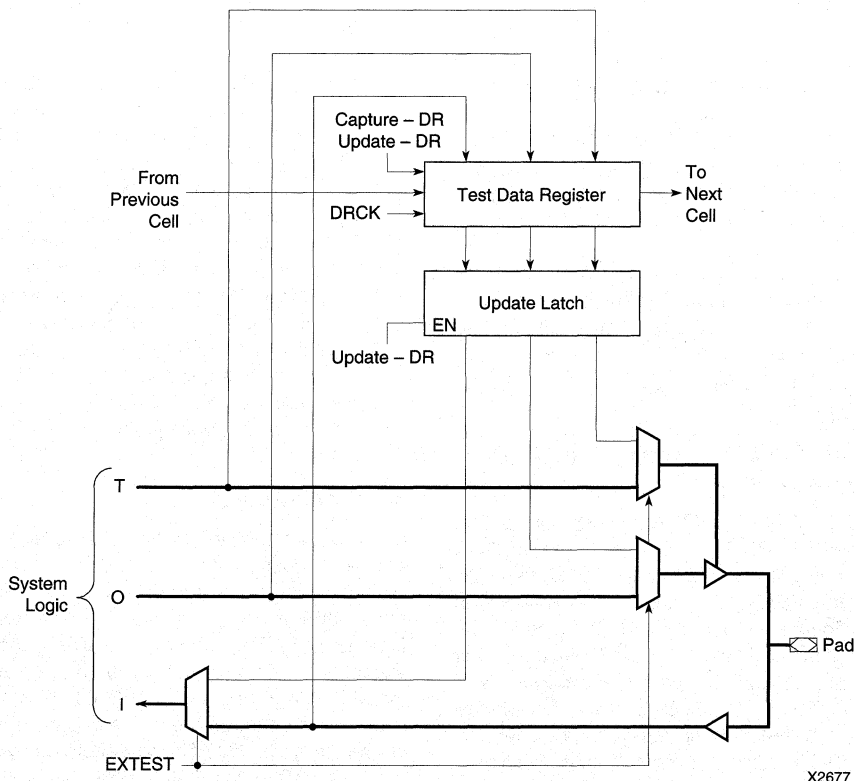 Capture – DR
Update – DR
From
Previous
Cell
DRCK
Test Data Register
To
Next
Cell
Update Latch
EN
Update – DR
T
System
Logic
O
Pad
I
EXTEST
X2677